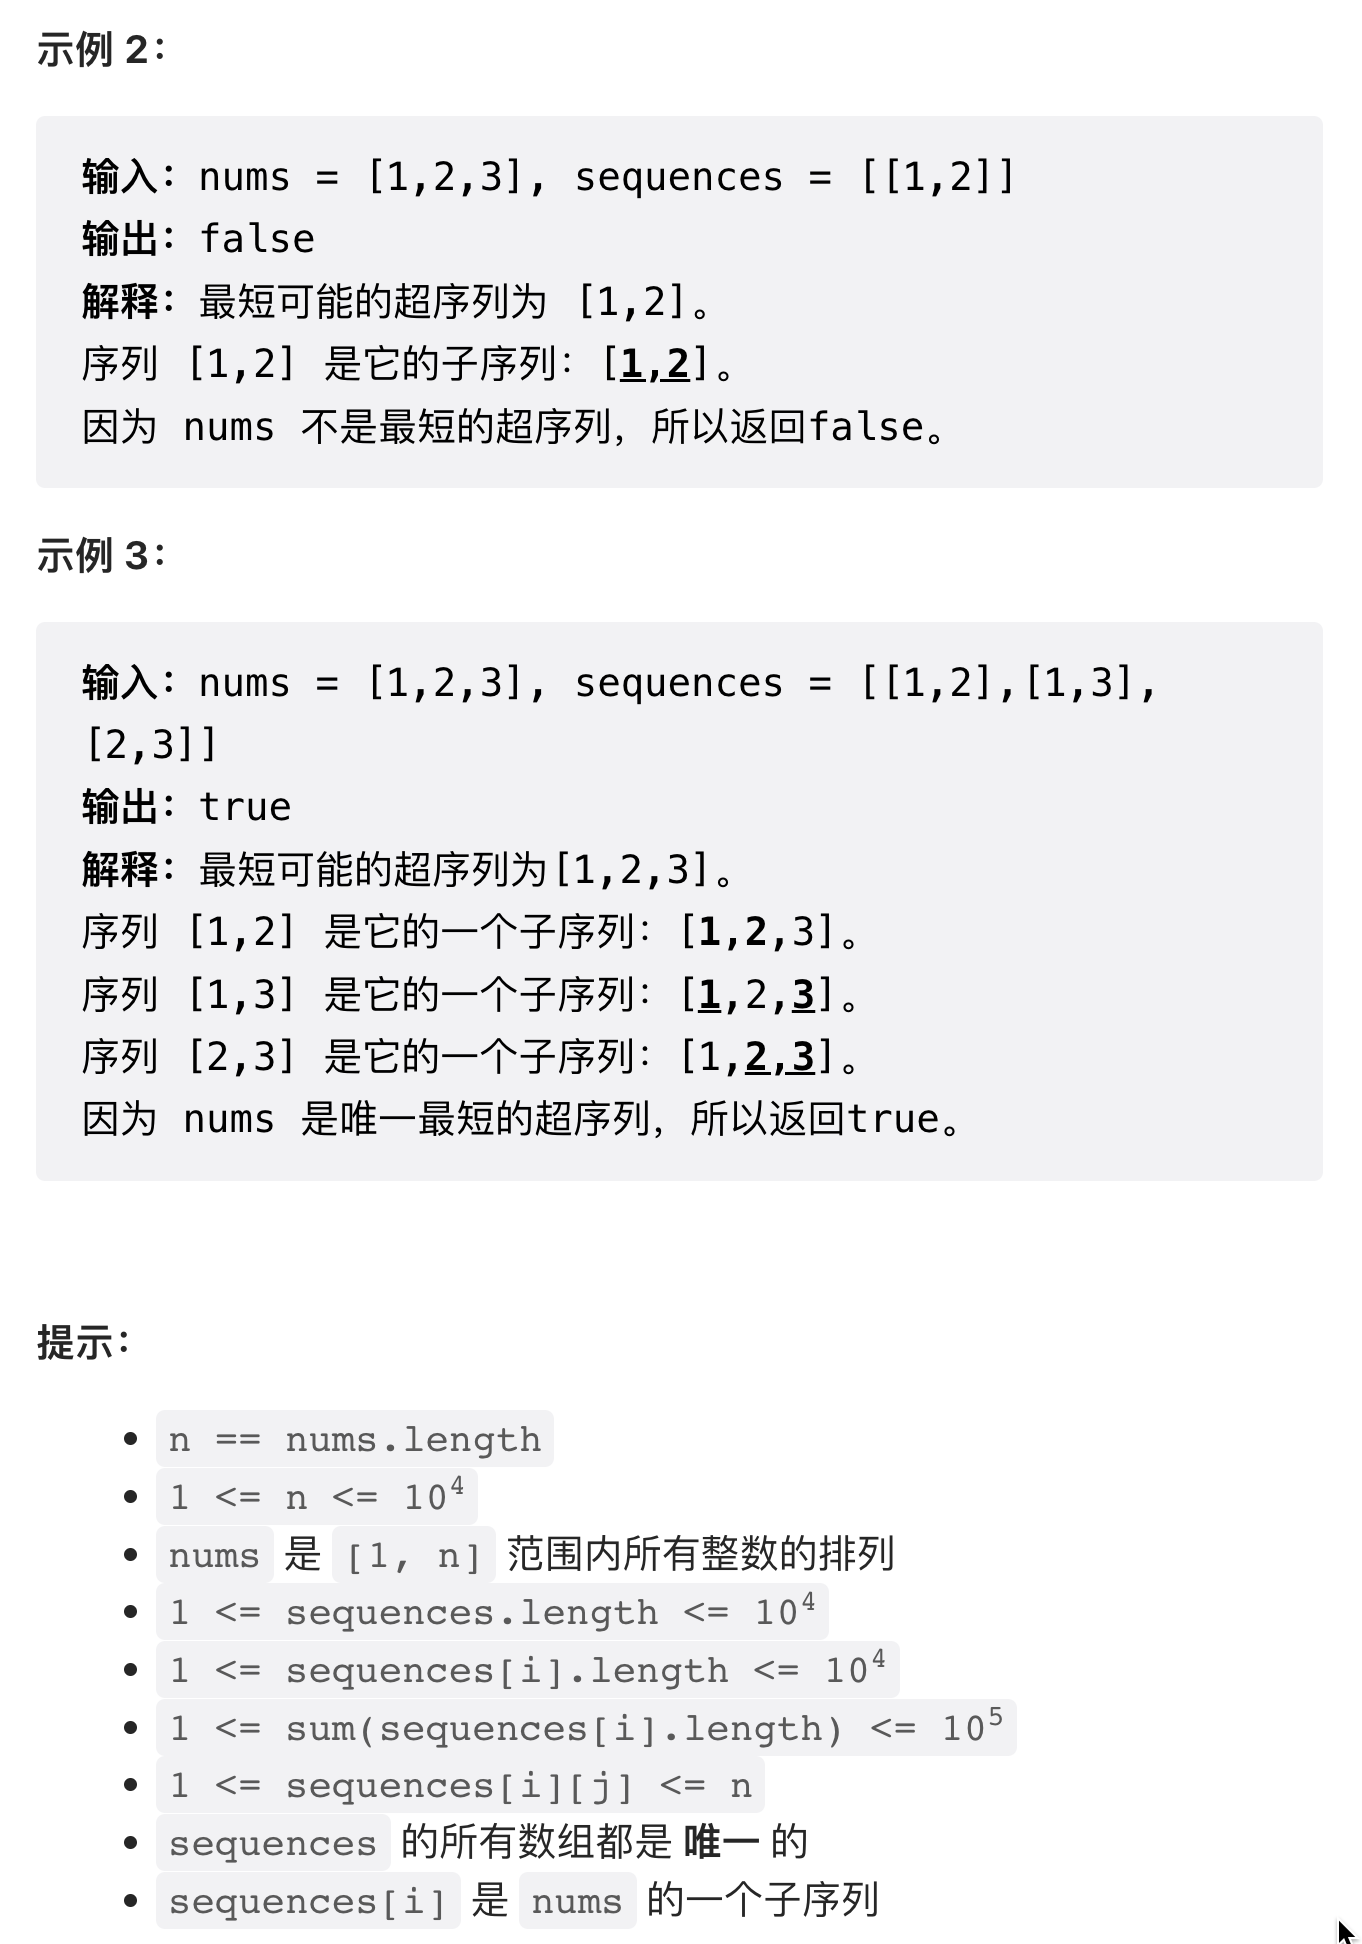 示例 2：
输入：nums = [1,2,3], sequences = [[1,2]]
输出：false
解释：最短可能的超序列为 [1,2]。
序列 [1,2] 是它的子序列：[1,2]。
因为 nums 不是最短的超序列，所以返回false。
示例 3：
输入：nums = [1,2,3], sequences = [[1,2],[1,3],
[2,3]]
输出：true
解释：最短可能的超序列为[1,2,3]。
序列 [1,2] 是它的一个子序列：[1,2,3]。
序列 [1,3] 是它的一个子序列：[1,2,3]。
序列 [2,3] 是它的一个子序列：[1,2,3]。
因为 nums 是唯一最短的超序列，所以返回true。
提示：
• n == nums.length
• 1 <= n <= 10⁴
• nums 是 [1, n] 范围内所有整数的排列
• 1 <= sequences.length <= 10⁴
• 1 <= sequences[i].length <= 10⁴
• 1 <= sum(sequences[i].length) <= 10⁵
• 1 <= sequences[i][j] <= n
• sequences 的所有数组都是 唯一 的
• sequences[i] 是 nums 的一个子序列